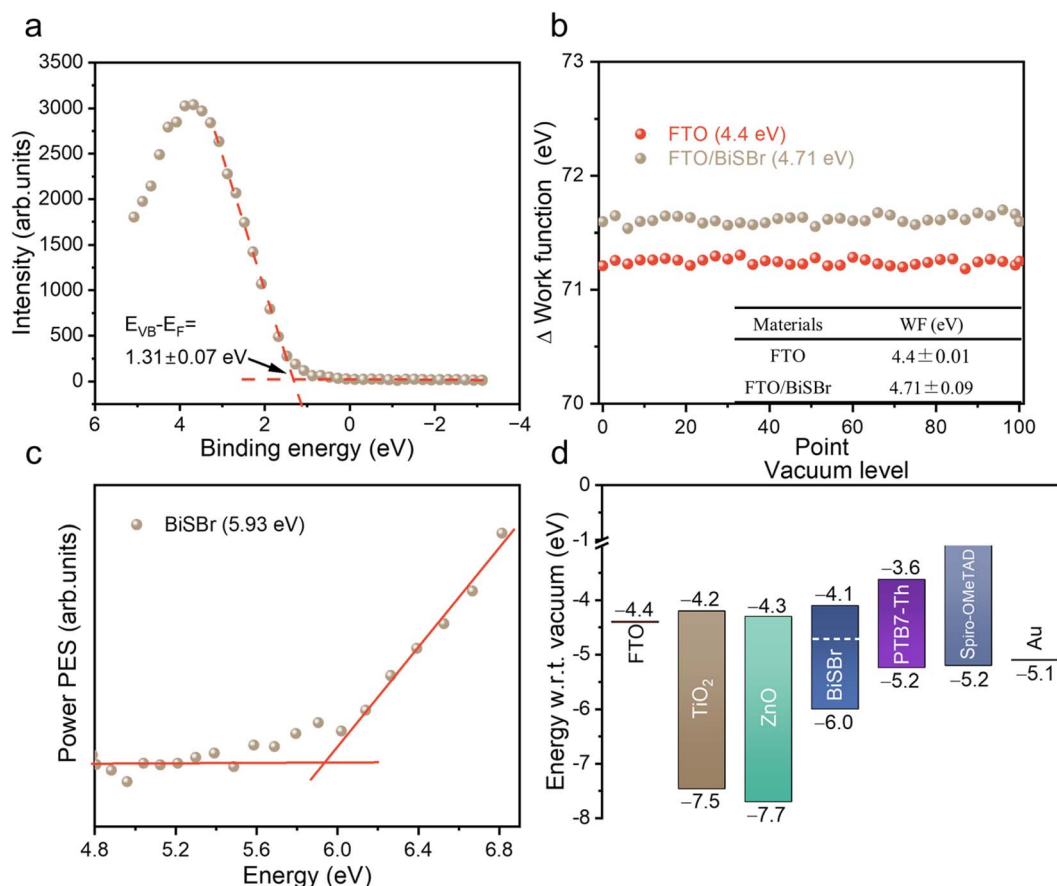 a
3500
3000
2500
2000
1500
1000
500
0
Intensity (arb.units)
E_VB-E_F=
1.31±0.07 eV
6 4 2 0 −2 −4
Binding energy (eV)
b
73
72
71
70
Δ Work function (eV)
FTO (4.4 eV)
FTO/BiSBr (4.71 eV)
Materials WF (eV)
FTO 4.4±0.01
FTO/BiSBr 4.71±0.09
0 20 40 60 80 100
Point
c
Power PES (arb.units)
BiSBr (5.93 eV)
4.8 5.2 5.6 6.0 6.4 6.8
Energy (eV)
d
Vacuum level
0
-1
-4
-5
-6
-7
-8
Energy w.r.t. vacuum (eV)
−4.4
FTO
−4.2
TiO₂
−7.5
−4.3
ZnO
−7.7
−4.1
BiSBr
−6.0
−3.6
PTB7-Th
−5.2
Spiro-OMeTAD
−5.2
Au
−5.1